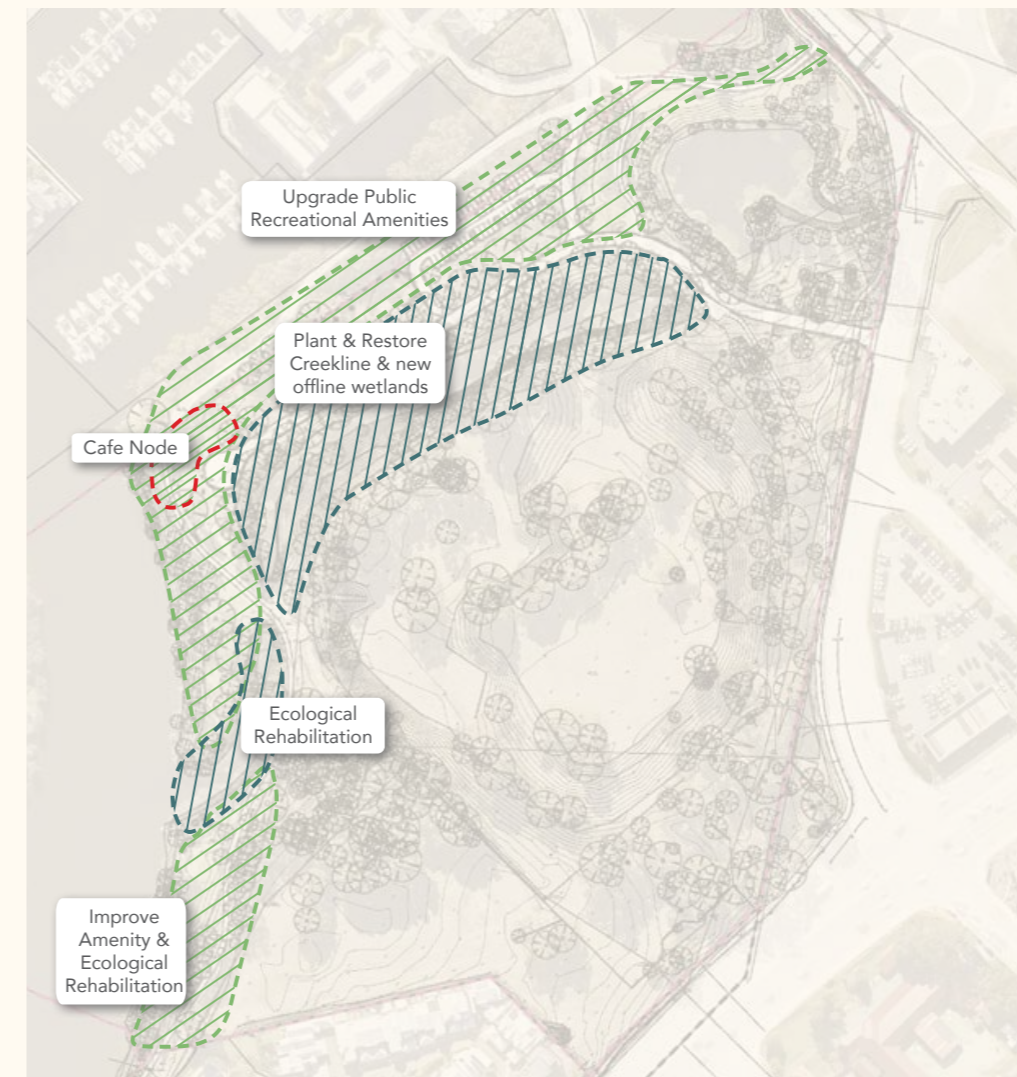 Upgrade Public
Recreational Amenities
Plant & Restore
Creekline & new
offline wetlands
Cafe Node
Ecological
Rehabilitation
Improve
Amenity &
Ecological
Rehabilitation